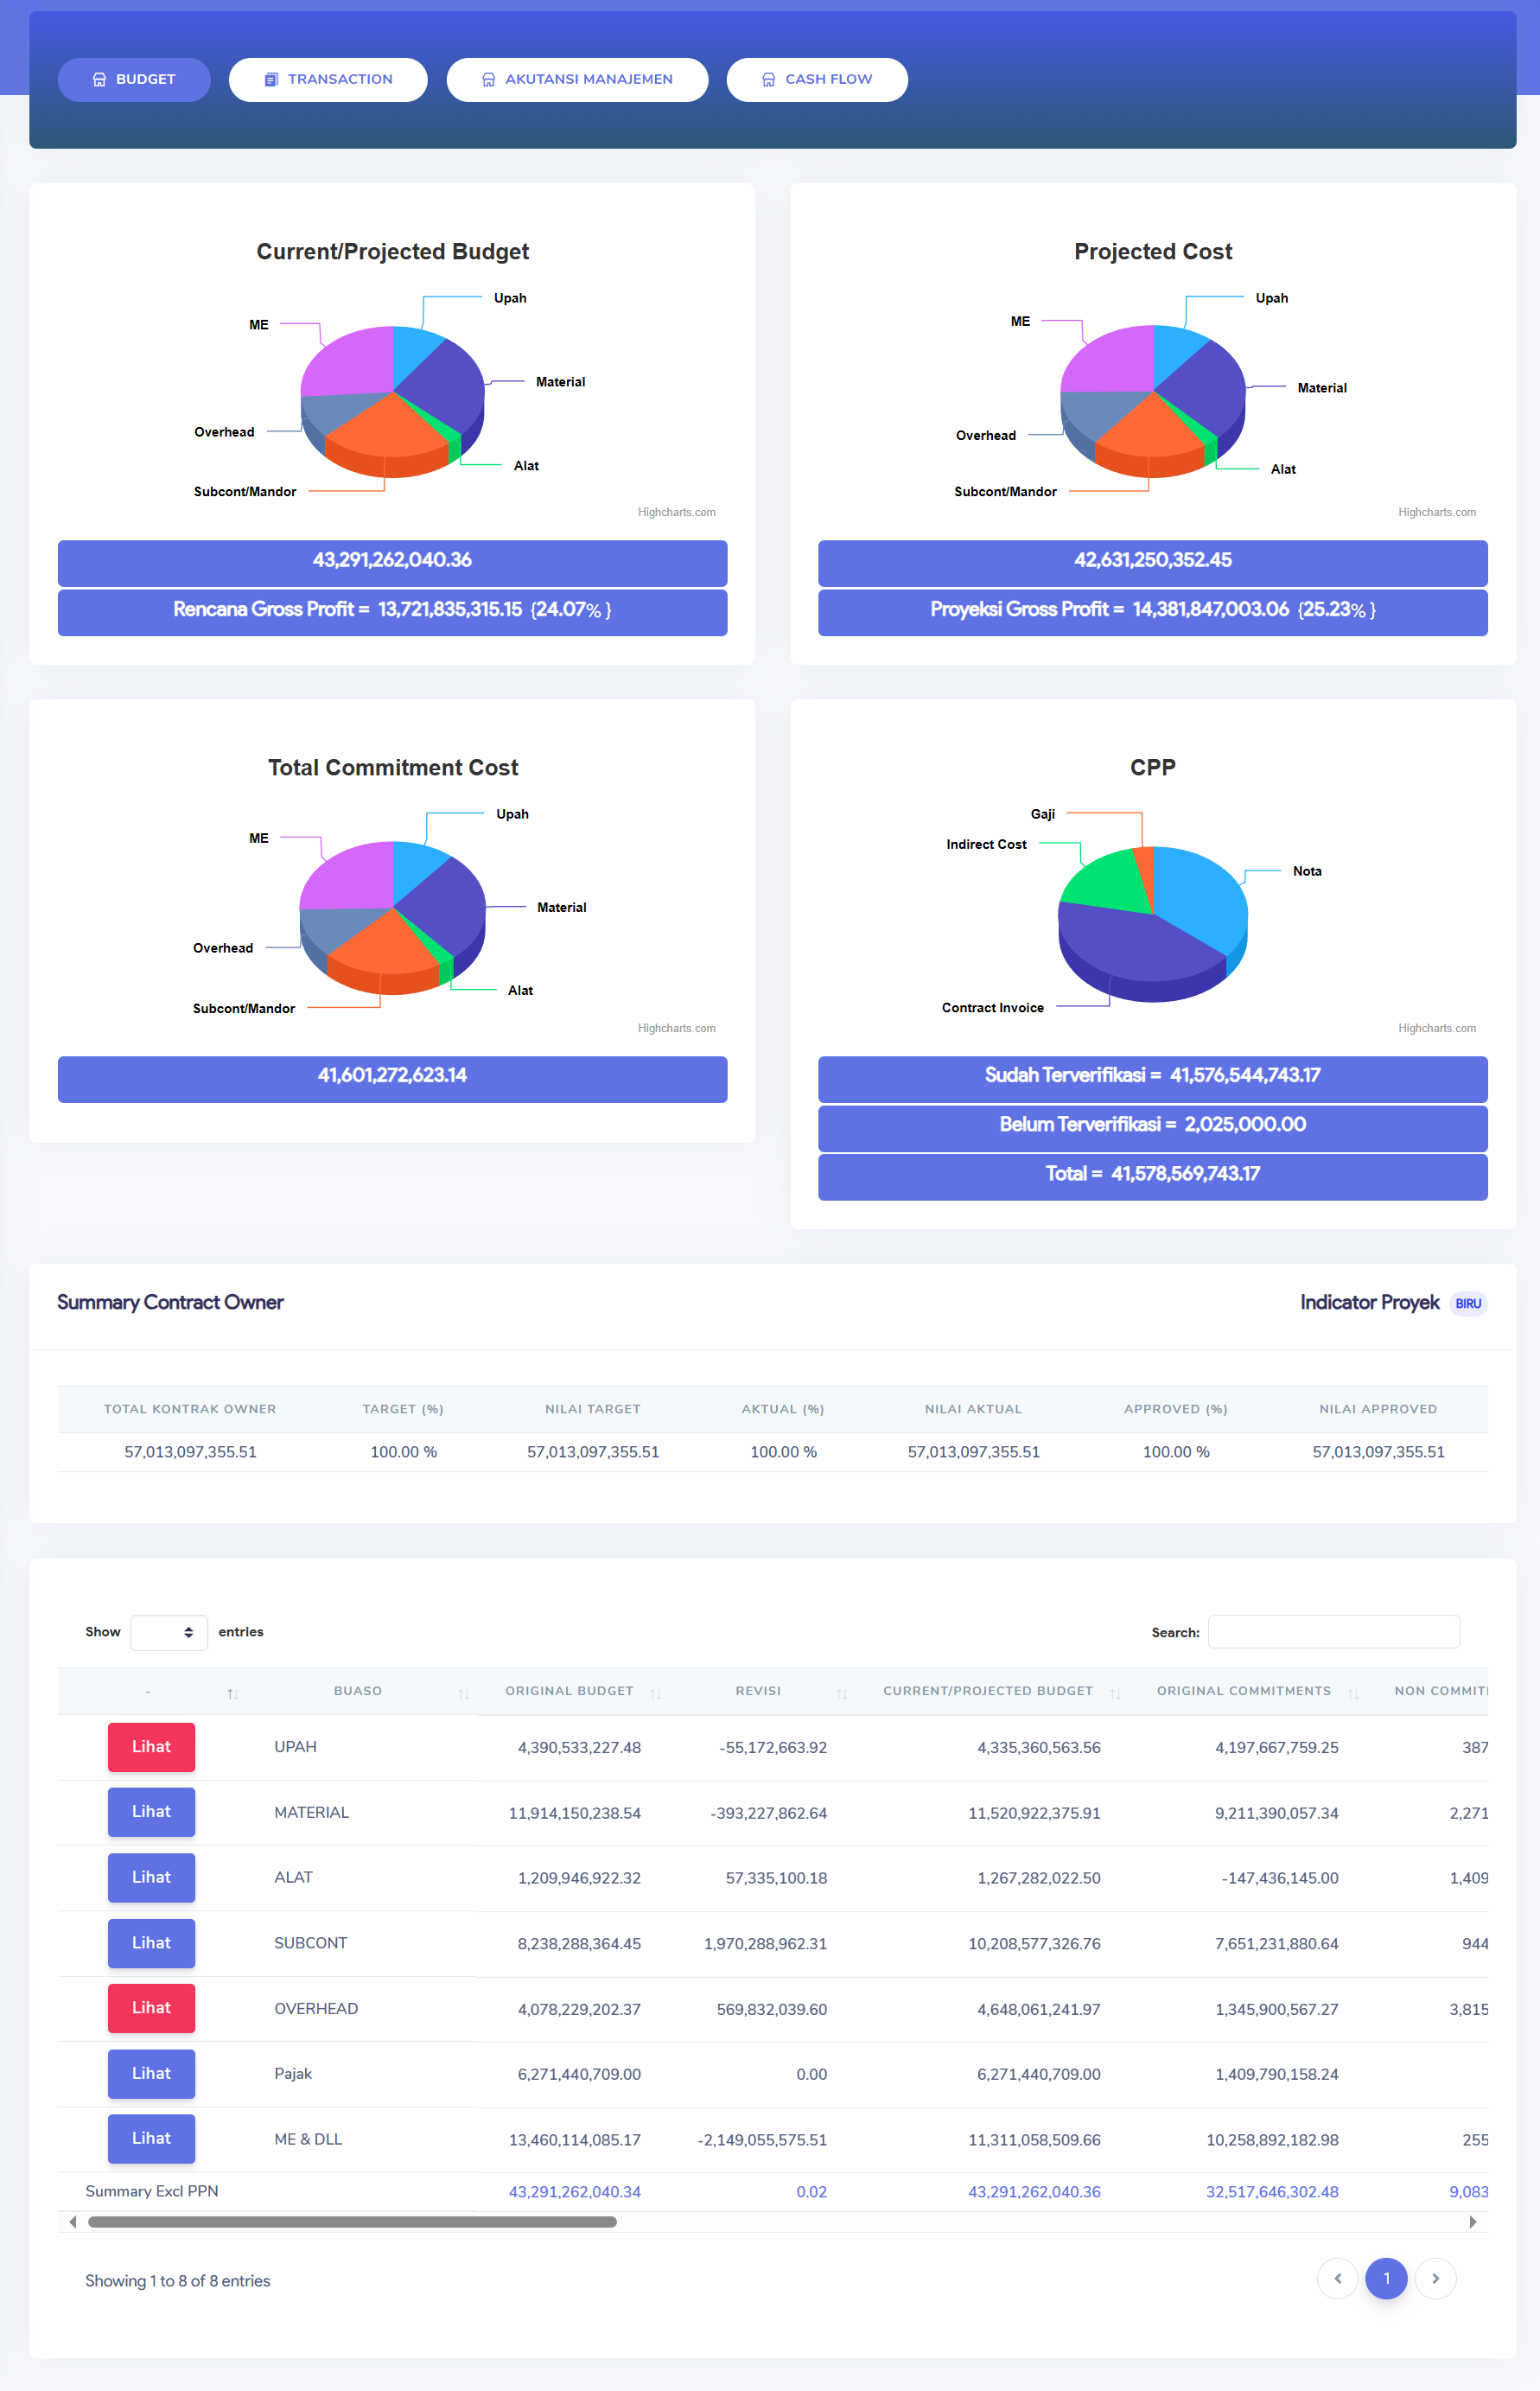 BUDGET
TRANSACTION
AKUTANSI MANAJEMEN
CASH FLOW
Current/Projected Budget
Upah
ME
Material
Overhead
Alat
Subcont/Mandor
Highcharts.com
43,291,262,040.36
Rencana Gross Profit = 13,721,835,315.15 {24.07% }
Projected Cost
Upah
ME
Material
Overhead
Alat
Subcont/Mandor
Highcharts.com
42,631,250,352.45
Proyeksi Gross Profit = 14,381,847,003.06 {25.23% }
Total Commitment Cost
Upah
ME
Material
Overhead
Alat
Subcont/Mandor
Highcharts.com
41,601,272,623.14
CPP
Gaji
Indirect Cost
Nota
Contract Invoice
Highcharts.com
Sudah Terverifikasi = 41,576,544,743.17
Belum Terverifikasi = 2,025,000.00
Total = 41,578,569,743.17
Summary Contract Owner
Indicator Proyek BIRU
TOTAL KONTRAK OWNER TARGET (%) NILAI TARGET AKTUAL (%) NILAI AKTUAL APPROVED (%) NILAI APPROVED
57,013,097,355.51 100.00 % 57,013,097,355.51 100.00 % 57,013,097,355.51 100.00 % 57,013,097,355.51
Show entries
Search:
- BUASO ORIGINAL BUDGET REVISI CURRENT/PROJECTED BUDGET ORIGINAL COMMITMENTS NON COMMIT
Lihat UPAH 4,390,533,227.48 -55,172,663.92 4,335,360,563.56 4,197,667,759.25 387
Lihat MATERIAL 11,914,150,238.54 -393,227,862.64 11,520,922,375.91 9,211,390,057.34 2,271
Lihat ALAT 1,209,946,922.32 57,335,100.18 1,267,282,022.50 -147,436,145.00 1,409
Lihat SUBCONT 8,238,288,364.45 1,970,288,962.31 10,208,577,326.76 7,651,231,880.64 944
Lihat OVERHEAD 4,078,229,202.37 569,832,039.60 4,648,061,241.97 1,345,900,567.27 3,815
Lihat Pajak 6,271,440,709.00 0.00 6,271,440,709.00 1,409,790,158.24
Lihat ME & DLL 13,460,114,085.17 -2,149,055,575.51 11,311,058,509.66 10,258,892,182.98 255
Summary Excl PPN 43,291,262,040.34 0.02 43,291,262,040.36 32,517,646,302.48 9,083
Showing 1 to 8 of 8 entries
1